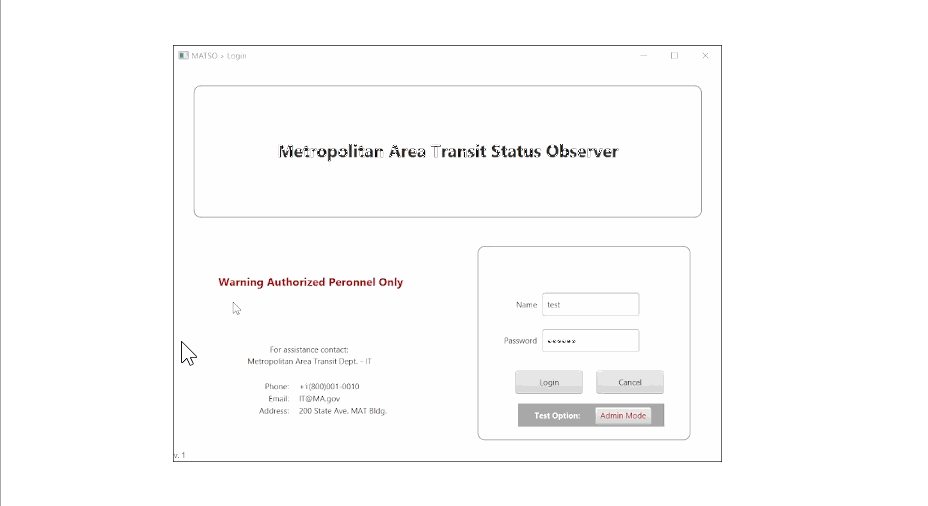 MATSO > Login
Metropolitan Area Transit Status Observer
Warning Authorized Peronnel Only
For assistance contact:
Metropolitan Area Transit Dept. - IT
Phone: +1(800)001-0010
Email: IT@MA.gov
Address: 200 State Ave. MAT Bldg.
Name test
Password
Login Cancel
Test Option: Admin Mode
v. 1